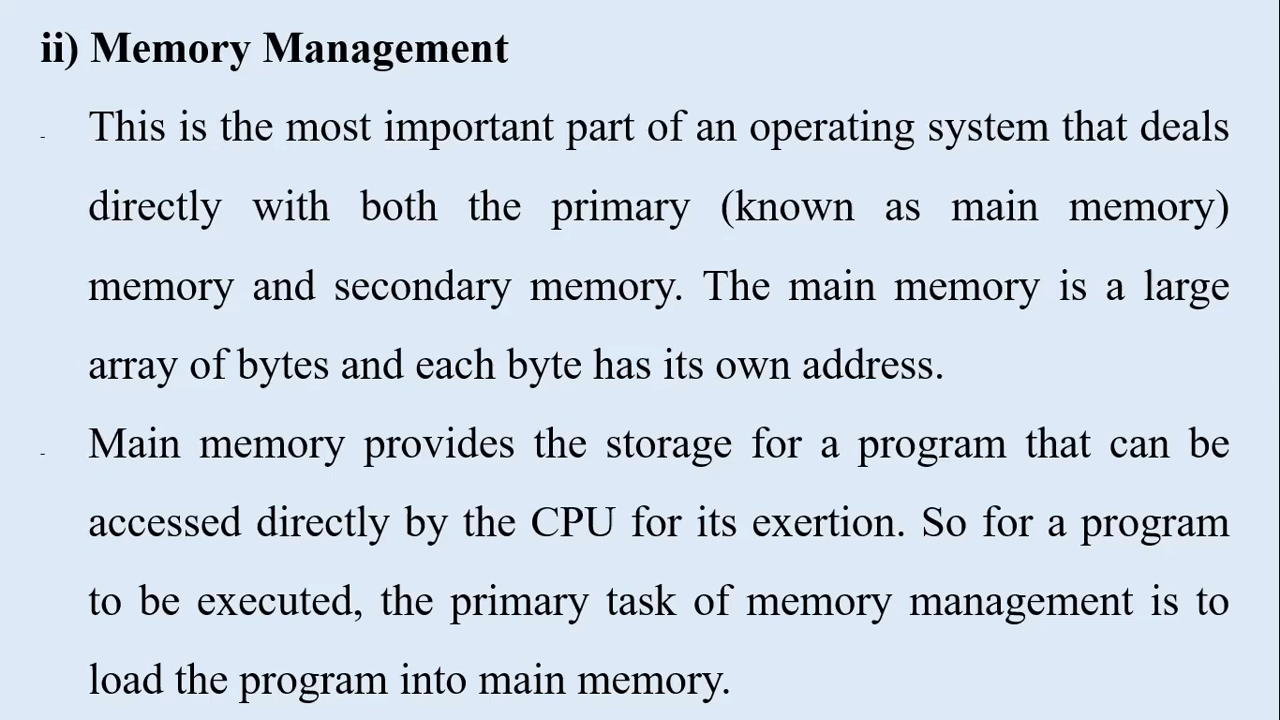 ii) Memory Management
- This is the most important part of an operating system that deals
directly with both the primary (known as main memory)
memory and secondary memory. The main memory is a large
array of bytes and each byte has its own address.
- Main memory provides the storage for a program that can be
accessed directly by the CPU for its exertion. So for a program
to be executed, the primary task of memory management is to
load the program into main memory.